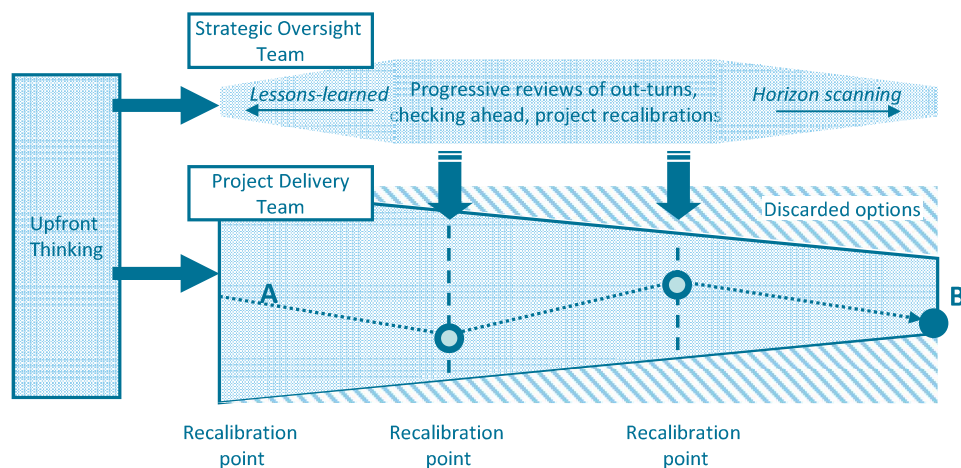 Strategic Oversight
Team
Lessons-learned
Progressive reviews of out-turns,
checking ahead, project recalibrations
Horizon scanning
Project Delivery
Team
Discarded options
Upfront
Thinking
A
B
Recalibration
point
Recalibration
point
Recalibration
point